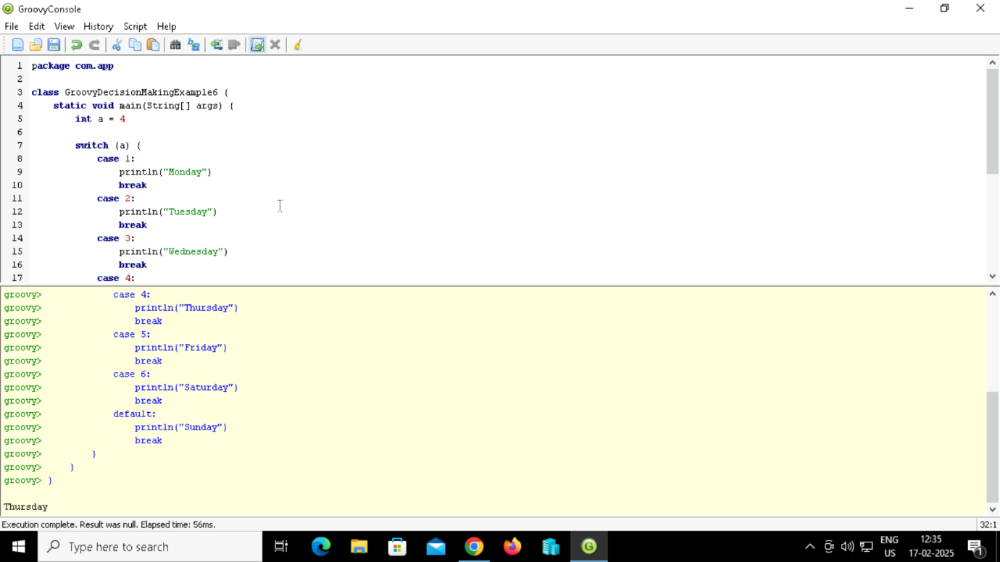 GroovyConsole
File Edit View History Script Help
1 package com.app
2
3 class GroovyDecisionMakingExample6 {
4 static void main(String[] args) {
5 int a = 4
6
7 switch (a) {
8 case 1:
9 println("Monday")
10 break
11 case 2:
12 println("Tuesday")
13 break
14 case 3:
15 println("Wednesday")
16 break
17 case 4:
groovy> case 4:
groovy> println("Thursday")
groovy> break
groovy> case 5:
groovy> println("Friday")
groovy> break
groovy> case 6:
groovy> println("Saturday")
groovy> break
groovy> default:
groovy> println("Sunday")
groovy> break
groovy> }
groovy> }
groovy> }
Thursday
Execution complete. Result was null. Elapsed time: 56ms. 32:1
Type here to search
ENG
US
12:35
17-02-2025
1